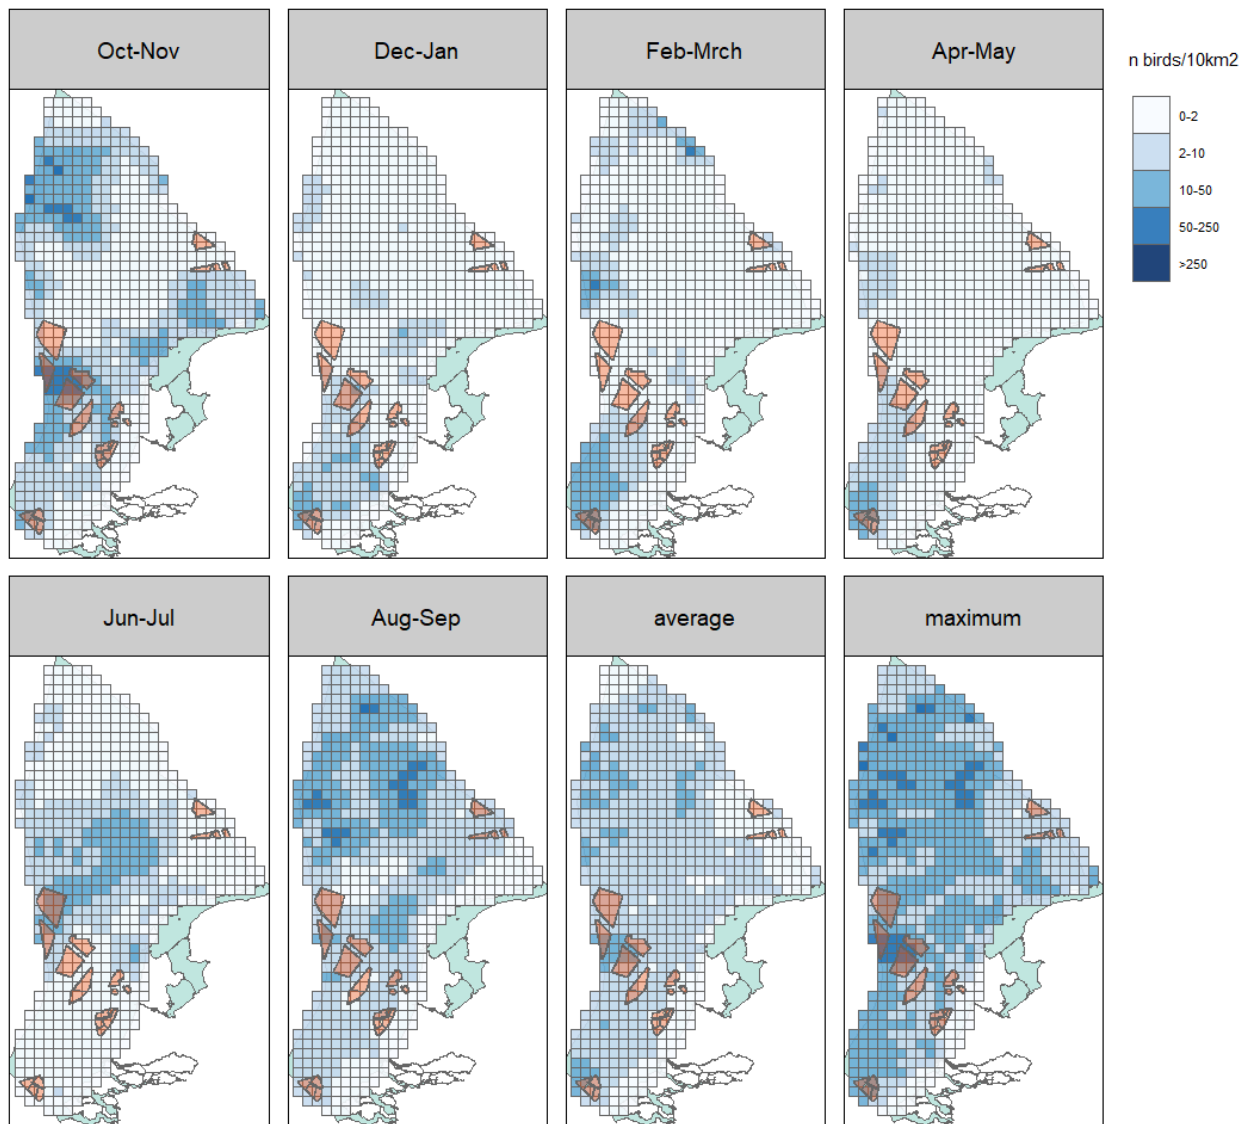 Oct-Nov
Dec-Jan
Feb-Mrch
Apr-May
n birds/10km2
0-2
2-10
10-50
50-250
>250
Jun-Jul
Aug-Sep
average
maximum